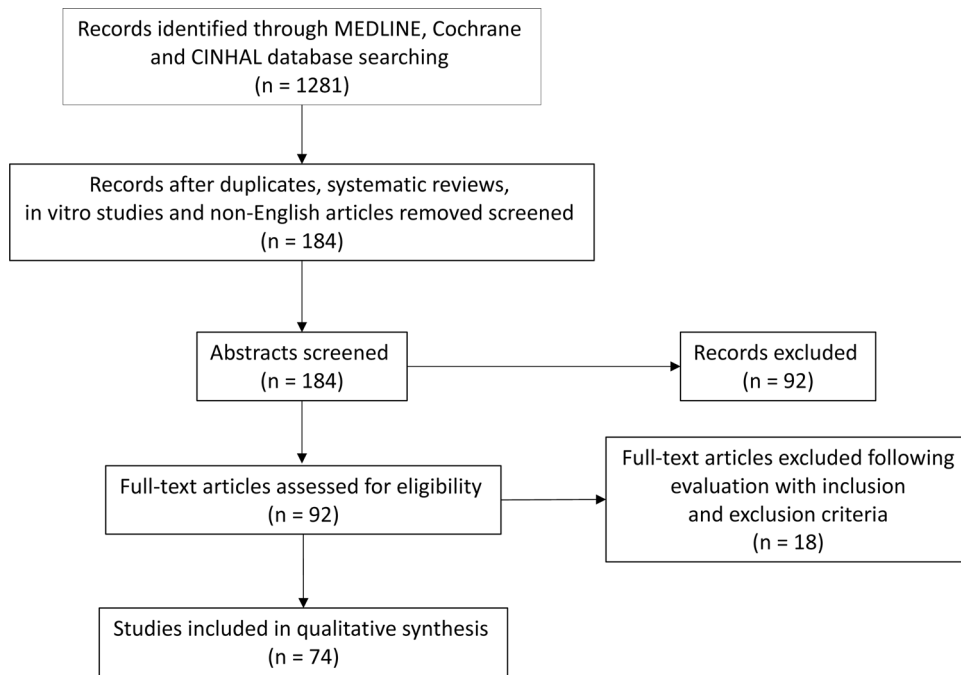 Records identified through MEDLINE, Cochrane
and CINHAL database searching
(n = 1281)
Records after duplicates, systematic reviews,
in vitro studies and non-English articles removed screened
(n = 184)
Abstracts screened
(n = 184)
Records excluded
(n = 92)
Full-text articles assessed for eligibility
(n = 92)
Full-text articles excluded following
evaluation with inclusion
and exclusion criteria
(n = 18)
Studies included in qualitative synthesis
(n = 74)